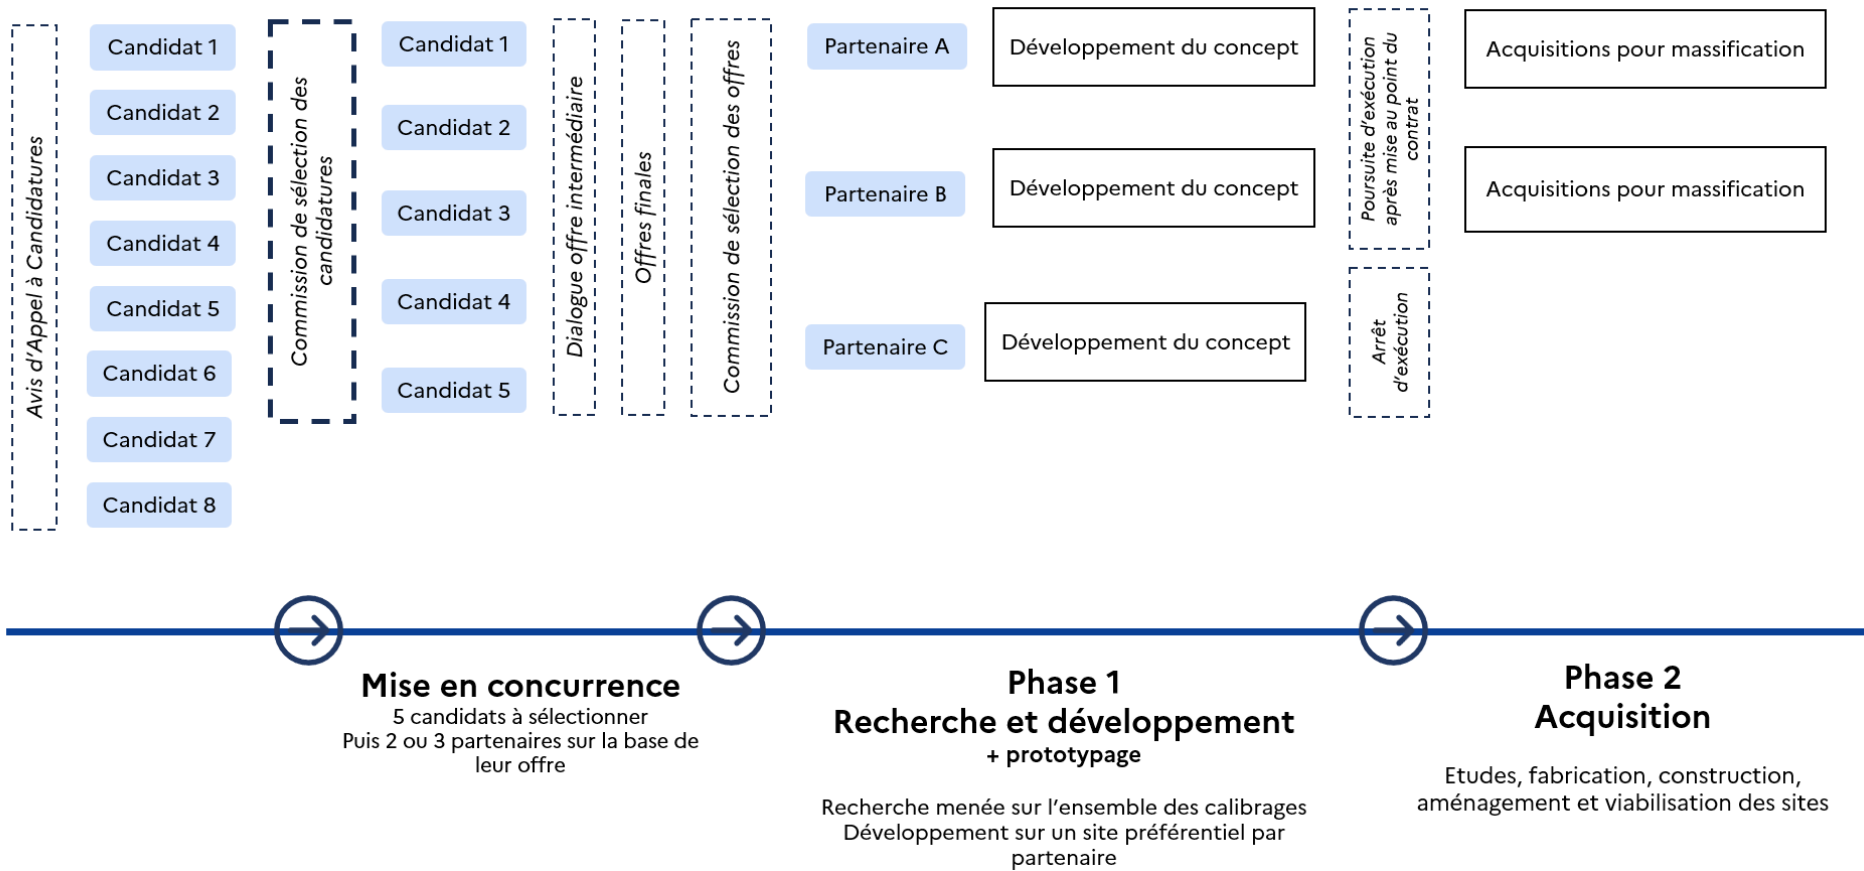 Avis d'Appel à Candidatures
Candidat 1
Candidat 2
Candidat 3
Candidat 4
Candidat 5
Candidat 6
Candidat 7
Candidat 8
Commission de sélection des
candidatures
Candidat 1
Candidat 2
Candidat 3
Candidat 4
Candidat 5
Dialogue offre intermédiaire
Offres finales
Commission de sélection des offres
Partenaire A
Développement du concept
Partenaire B
Développement du concept
Partenaire C
Développement du concept
Poursuite d'exécution
après mise au point du
contrat
Arrêt
d'exécution
Acquisitions pour massification
Acquisitions pour massification
Mise en concurrence
5 candidats à sélectionner
Puis 2 ou 3 partenaires sur la base de
leur offre
Phase 1
Recherche et développement
+ prototypage
Recherche menée sur l'ensemble des calibrages
Développement sur un site préférentiel par
partenaire
Phase 2
Acquisition
Etudes, fabrication, construction,
aménagement et viabilisation des sites